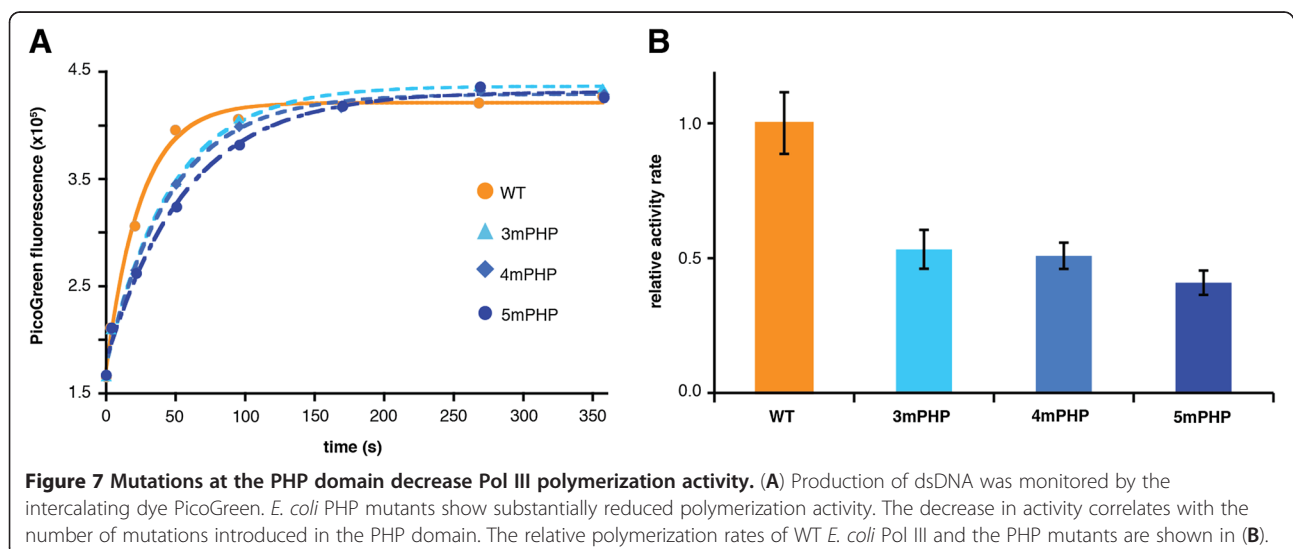 A
B
4.5
3.5
2.5
1.5
PicoGreen fluorescence (x10⁵)
0 50 100 150 200 250 300 350
time (s)
WT
3mPHP
4mPHP
5mPHP
1.0
0.5
0.0
relative activity rate
WT 3mPHP 4mPHP 5mPHP
Figure 7 Mutations at the PHP domain decrease Pol III polymerization activity. (A) Production of dsDNA was monitored by the
intercalating dye PicoGreen. E. coli PHP mutants show substantially reduced polymerization activity. The decrease in activity correlates with the
number of mutations introduced in the PHP domain. The relative polymerization rates of WT E. coli Pol III and the PHP mutants are shown in (B).